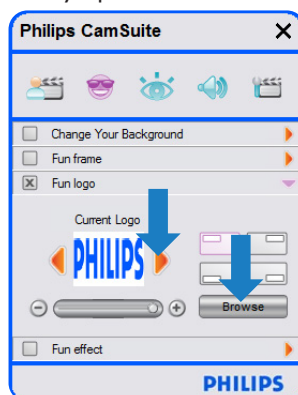 Philips CamSuite
Change Your Background
Fun frame
Fun logo
Current Logo
PHILIPS
Browse
Fun effect
PHILIPS